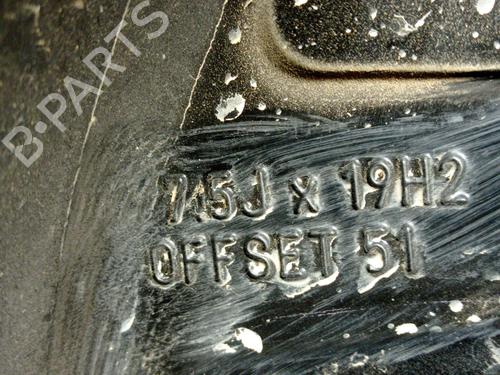 B-PARTS
7.5J x 19H2
OFFSET 51